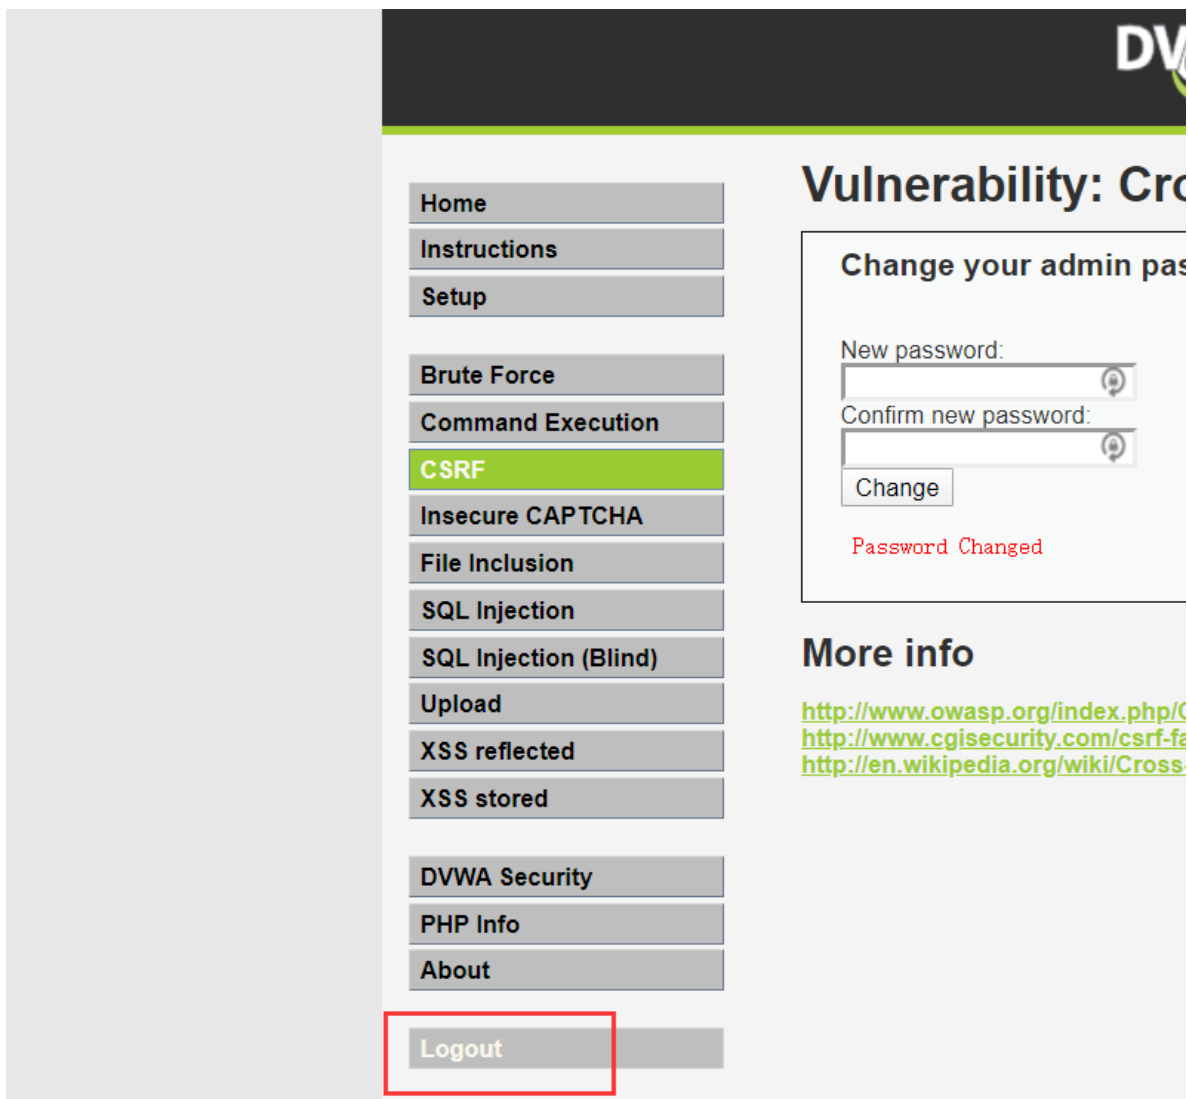 Home
Instructions
Setup
Brute Force
Command Execution
CSRF
Insecure CAPTCHA
File Inclusion
SQL Injection
SQL Injection (Blind)
Upload
XSS reflected
XSS stored
DVWA Security
PHP Info
About
Logout
DV
Vulnerability: Cro
Change your admin pas
New password:
Confirm new password:
Change
Password Changed
More info
http://www.owasp.org/index.php/
http://www.cgisecurity.com/csrf-fa
http://en.wikipedia.org/wiki/Cross-